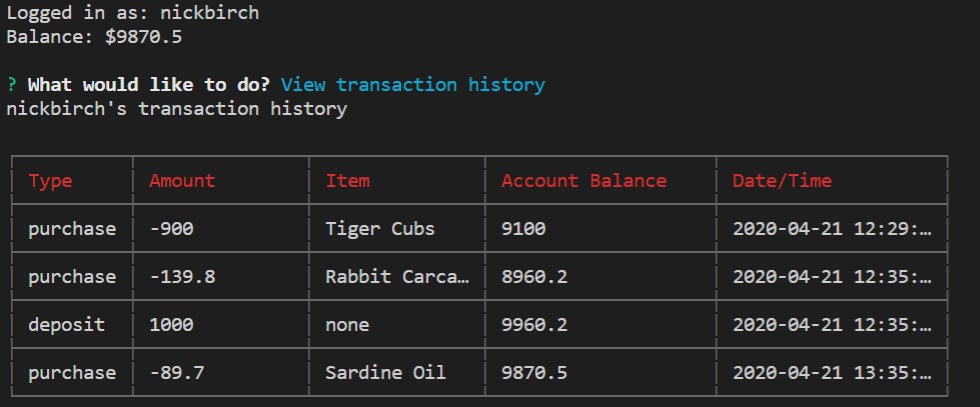 Logged in as: nickbirch
Balance: $9870.5
? What would like to do? View transaction history
nickbirch's transaction history
Type Amount Item Account Balance Date/Time
purchase -900 Tiger Cubs 9100 2020-04-21 12:29:…
purchase -139.8 Rabbit Carca… 8960.2 2020-04-21 12:35:…
deposit 1000 none 9960.2 2020-04-21 12:35:…
purchase -89.7 Sardine Oil 9870.5 2020-04-21 13:35:…